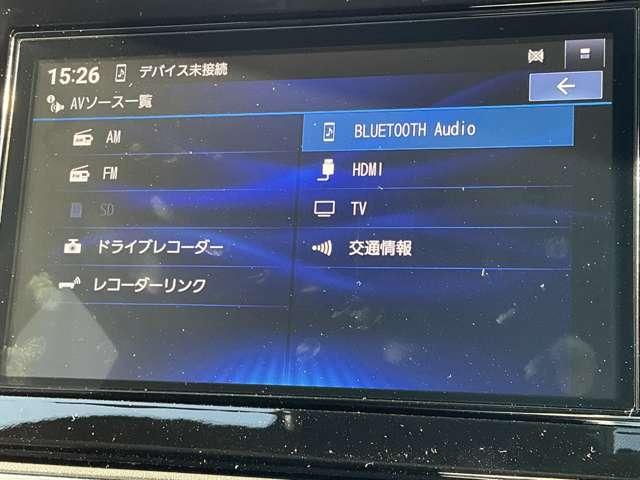 15:26 デバイス未接続
AVソース一覧
AM
FM
SD
ドライブレコーダー
レコーダーリンク
BLUETOOTH Audio
HDMI
TV
交通情報